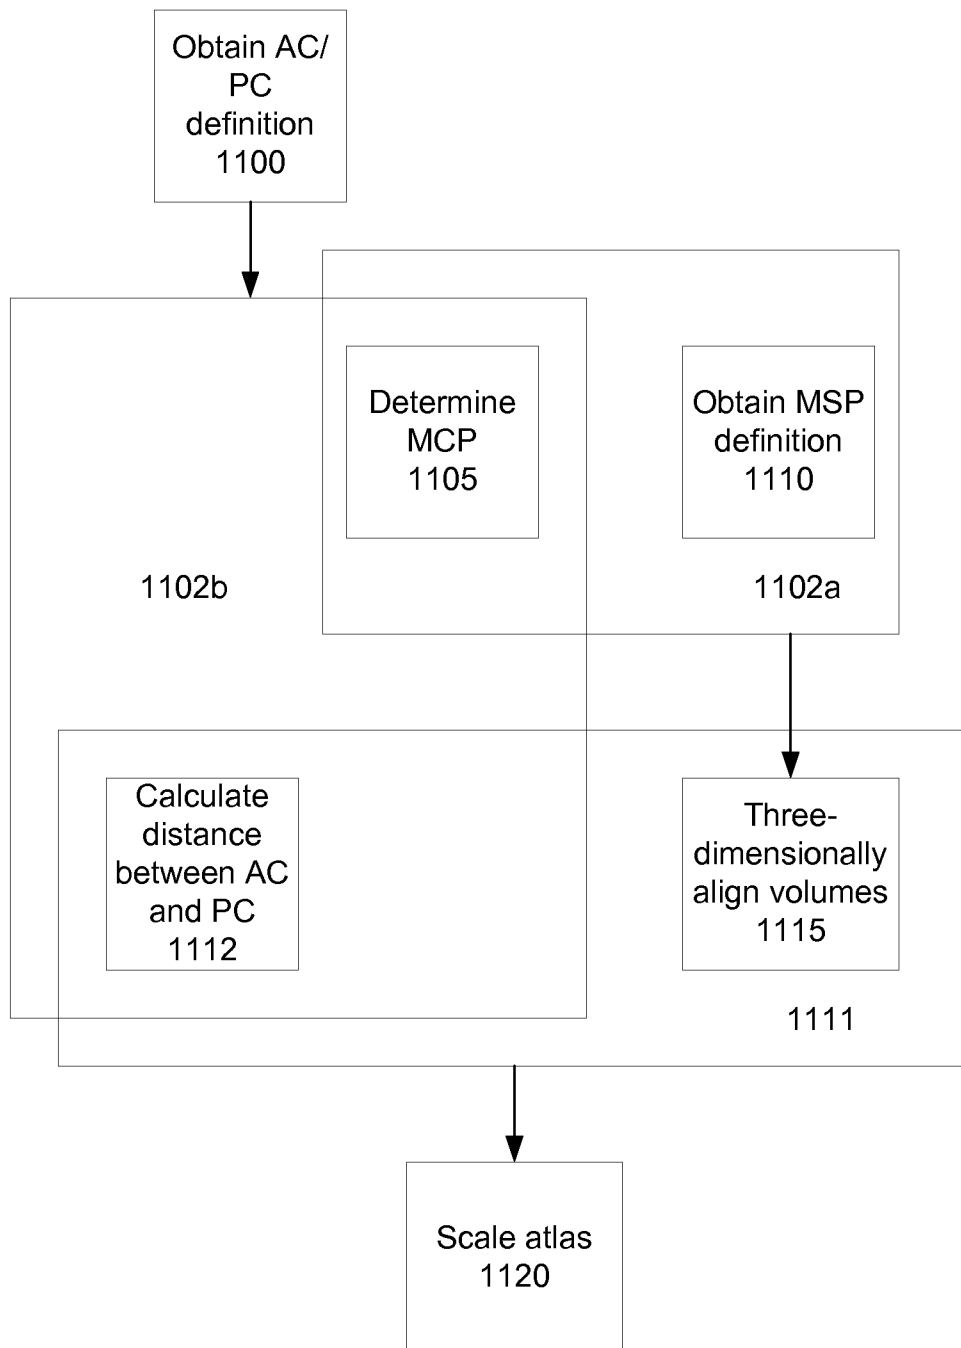 Obtain AC/
PC
definition
1100
Determine
MCP
1105
Obtain MSP
definition
1110
1102b
1102a
Calculate
distance
between AC
and PC
1112
Three-
dimensionally
align volumes
1115
1111
Scale atlas
1120